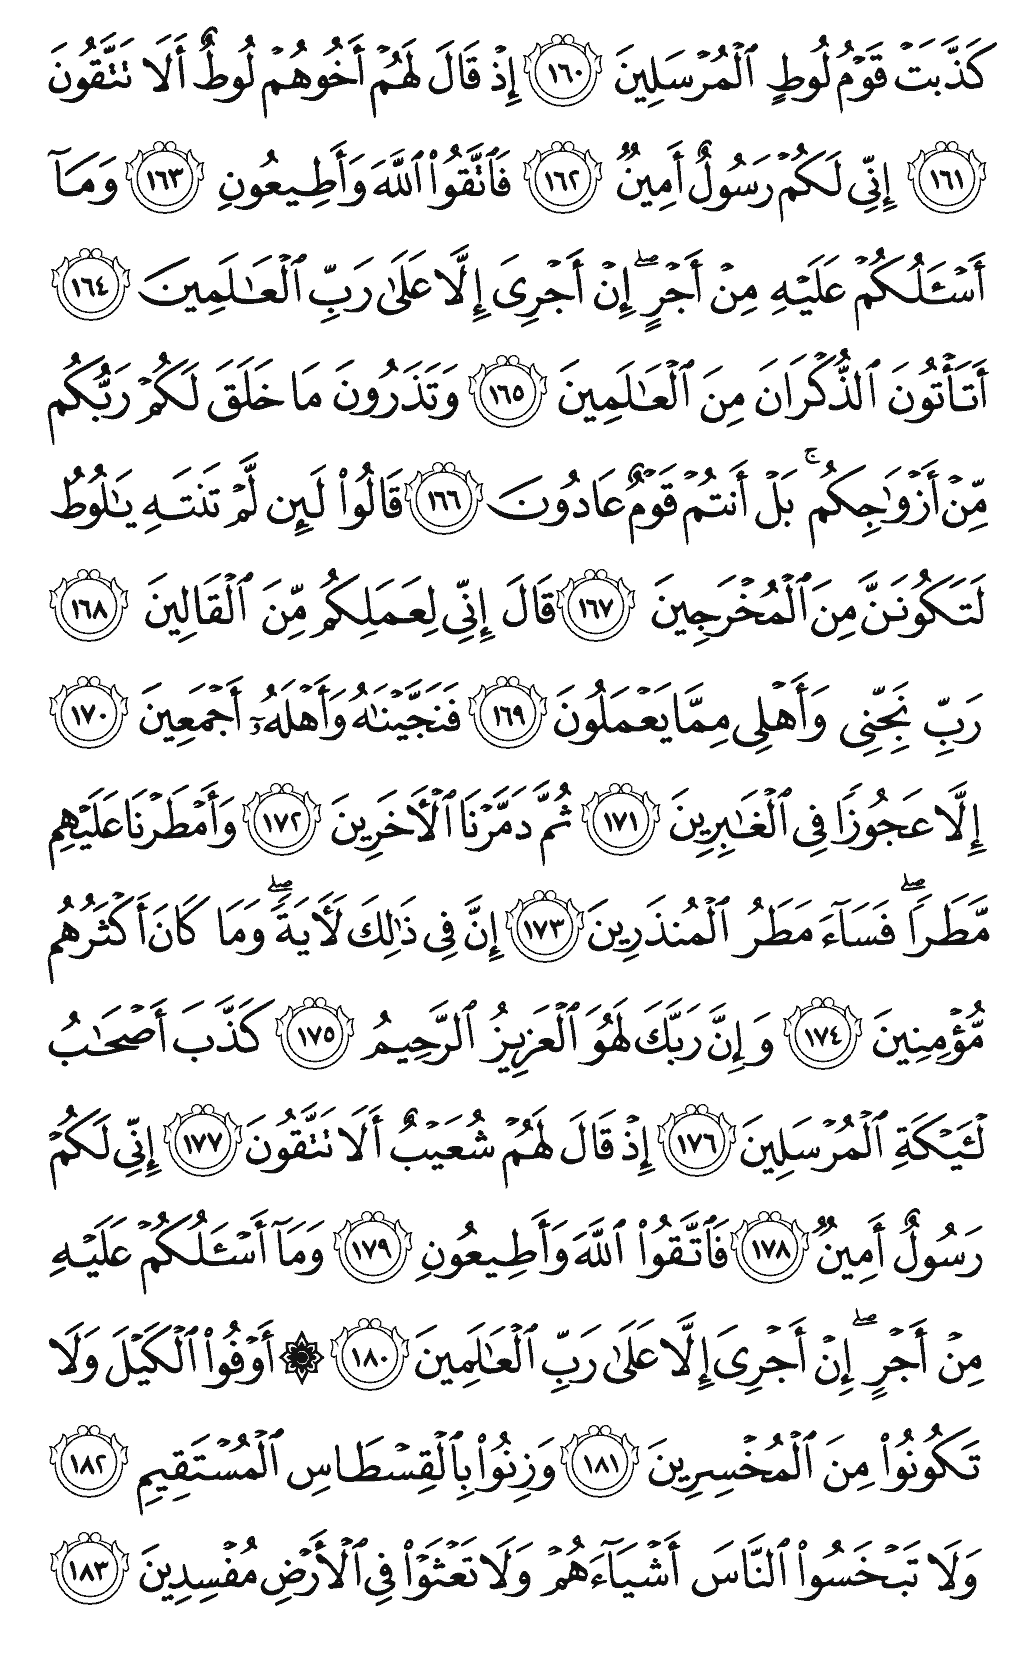 كَذَّبَتۡ قَوۡمُ لُوطٍ ٱلۡمُرۡسَلِينَ ١٦٠ إِذۡ قَالَ لَهُمۡ أَخُوهُمۡ لُوطٌ أَلَا تَتَّقُونَ
١٦١ إِنِّي لَكُمۡ رَسُولٌ أَمِينٞ ١٦٢ فَٱتَّقُواْ ٱللَّهَ وَأَطِيعُونِ ١٦٣ وَمَآ
أَسۡـَٔلُكُمۡ عَلَيۡهِ مِنۡ أَجۡرٍۖ إِنۡ أَجۡرِيَ إِلَّا عَلَىٰ رَبِّ ٱلۡعَٰلَمِينَ ١٦٤
أَتَأۡتُونَ ٱلذُّكۡرَانَ مِنَ ٱلۡعَٰلَمِينَ ١٦٥ وَتَذَرُونَ مَا خَلَقَ لَكُمۡ رَبُّكُم
مِّنۡ أَزۡوَٰجِكُمۚ بَلۡ أَنتُمۡ قَوۡمٌ عَادُونَ ١٦٦ قَالُواْ لَئِن لَّمۡ تَنتَهِ يَٰلُوطُ
لَتَكُونَنَّ مِنَ ٱلۡمُخۡرَجِينَ ١٦٧ قَالَ إِنِّي لِعَمَلِكُم مِّنَ ٱلۡقَالِينَ ١٦٨
رَبِّ نَجِّنِي وَأَهۡلِي مِمَّا يَعۡمَلُونَ ١٦٩ فَنَجَّيۡنَٰهُ وَأَهۡلَهُۥٓ أَجۡمَعِينَ ١٧٠
إِلَّا عَجُوزٗا فِي ٱلۡغَٰبِرِينَ ١٧١ ثُمَّ دَمَّرۡنَا ٱلۡأٓخَرِينَ ١٧٢ وَأَمۡطَرۡنَا عَلَيۡهِم
مَّطَرٗاۖ فَسَآءَ مَطَرُ ٱلۡمُنذَرِينَ ١٧٣ إِنَّ فِي ذَٰلِكَ لَأٓيَةٗۖ وَمَا كَانَ أَكۡثَرُهُم
مُّؤۡمِنِينَ ١٧٤ وَإِنَّ رَبَّكَ لَهُوَ ٱلۡعَزِيزُ ٱلرَّحِيمُ ١٧٥ كَذَّبَ أَصۡحَٰبُ
لۡـَٔيۡكَةِ ٱلۡمُرۡسَلِينَ ١٧٦ إِذۡ قَالَ لَهُمۡ شُعَيۡبٌ أَلَا تَتَّقُونَ ١٧٧ إِنِّي لَكُمۡ
رَسُولٌ أَمِينٞ ١٧٨ فَٱتَّقُواْ ٱللَّهَ وَأَطِيعُونِ ١٧٩ وَمَآ أَسۡـَٔلُكُمۡ عَلَيۡهِ
مِنۡ أَجۡرٍۖ إِنۡ أَجۡرِيَ إِلَّا عَلَىٰ رَبِّ ٱلۡعَٰلَمِينَ ١٨٠ ۞ أَوۡفُواْ ٱلۡكَيۡلَ وَلَا
تَكُونُواْ مِنَ ٱلۡمُخۡسِرِينَ ١٨١ وَزِنُواْ بِٱلۡقِسۡطَاسِ ٱلۡمُسۡتَقِيمِ ١٨٢
وَلَا تَبۡخَسُواْ ٱلنَّاسَ أَشۡيَآءَهُمۡ وَلَا تَعۡثَوۡاْ فِي ٱلۡأَرۡضِ مُفۡسِدِينَ ١٨٣